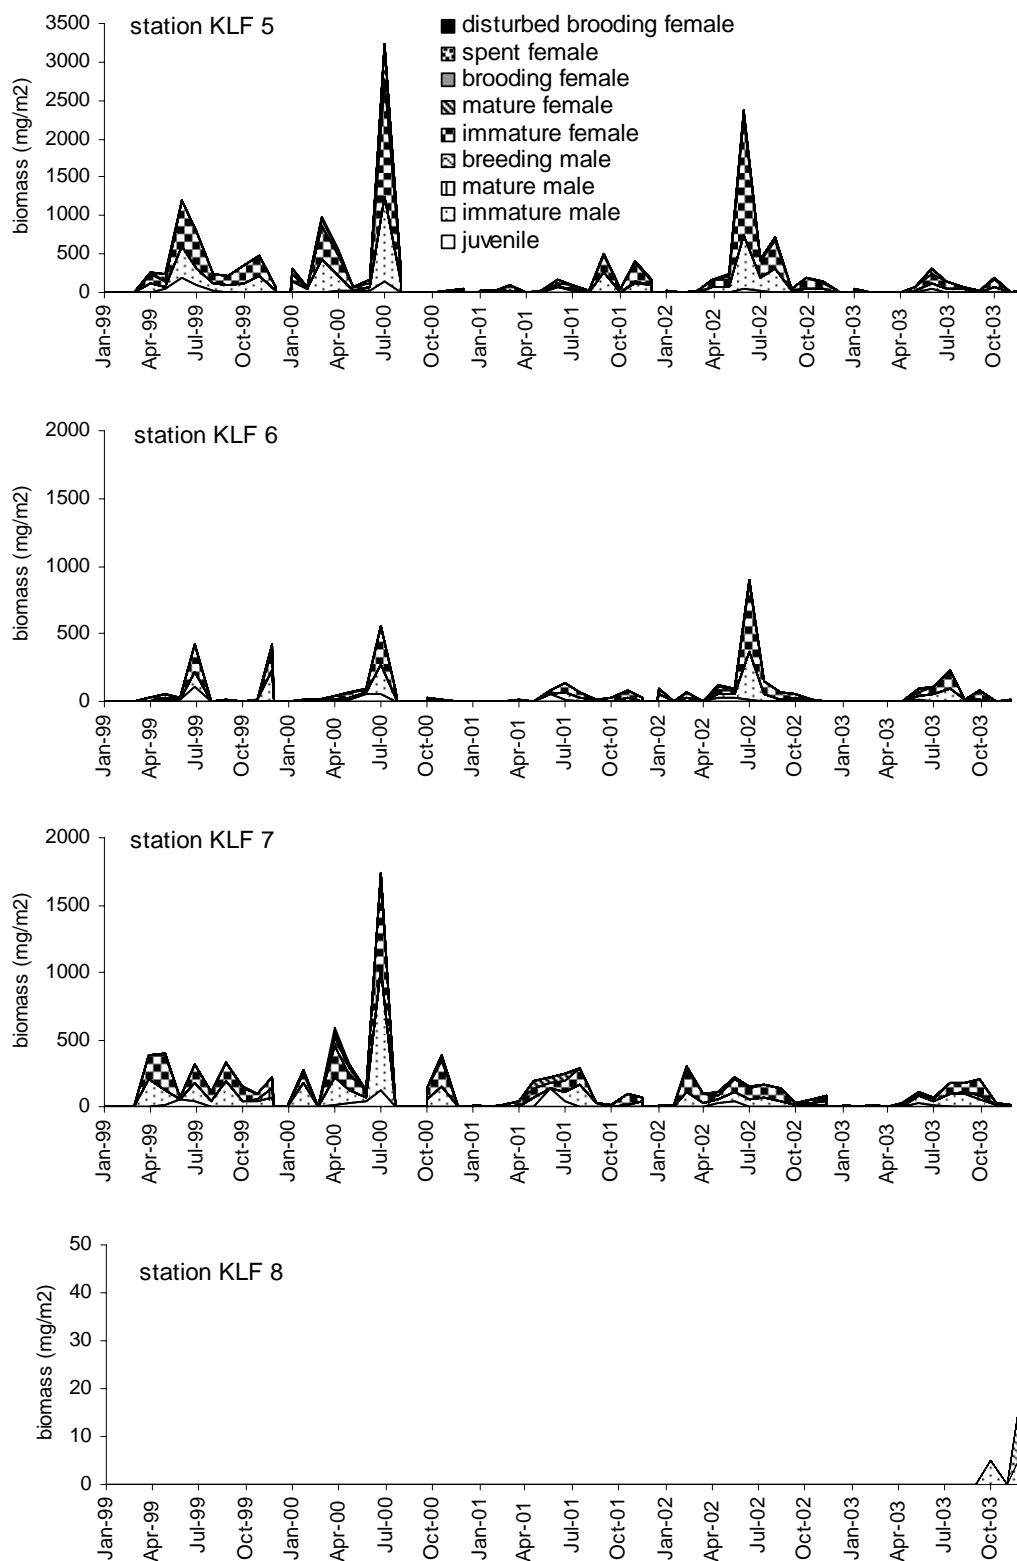 station KLF 5
disturbed brooding female
spent female
brooding female
mature female
immature female
breeding male
mature male
immature male
juvenile
biomass (mg/m2)
3500
3000
2500
2000
1500
1000
500
0
Jan-99
Apr-99
Jul-99
Oct-99
Jan-00
Apr-00
Jul-00
Oct-00
Jan-01
Apr-01
Jul-01
Oct-01
Jan-02
Apr-02
Jul-02
Oct-02
Jan-03
Apr-03
Jul-03
Oct-03
station KLF 6
biomass (mg/m2)
2000
1500
1000
500
0
Jan-99
Apr-99
Jul-99
Oct-99
Jan-00
Apr-00
Jul-00
Oct-00
Jan-01
Apr-01
Jul-01
Oct-01
Jan-02
Apr-02
Jul-02
Oct-02
Jan-03
Apr-03
Jul-03
Oct-03
station KLF 7
biomass (mg/m2)
2000
1500
1000
500
0
Jan-99
Apr-99
Jul-99
Oct-99
Jan-00
Apr-00
Jul-00
Oct-00
Jan-01
Apr-01
Jul-01
Oct-01
Jan-02
Apr-02
Jul-02
Oct-02
Jan-03
Apr-03
Jul-03
Oct-03
station KLF 8
biomass (mg/m2)
50
40
30
20
10
0
Jan-99
Apr-99
Jul-99
Oct-99
Jan-00
Apr-00
Jul-00
Oct-00
Jan-01
Apr-01
Jul-01
Oct-01
Jan-02
Apr-02
Jul-02
Oct-02
Jan-03
Apr-03
Jul-03
Oct-03